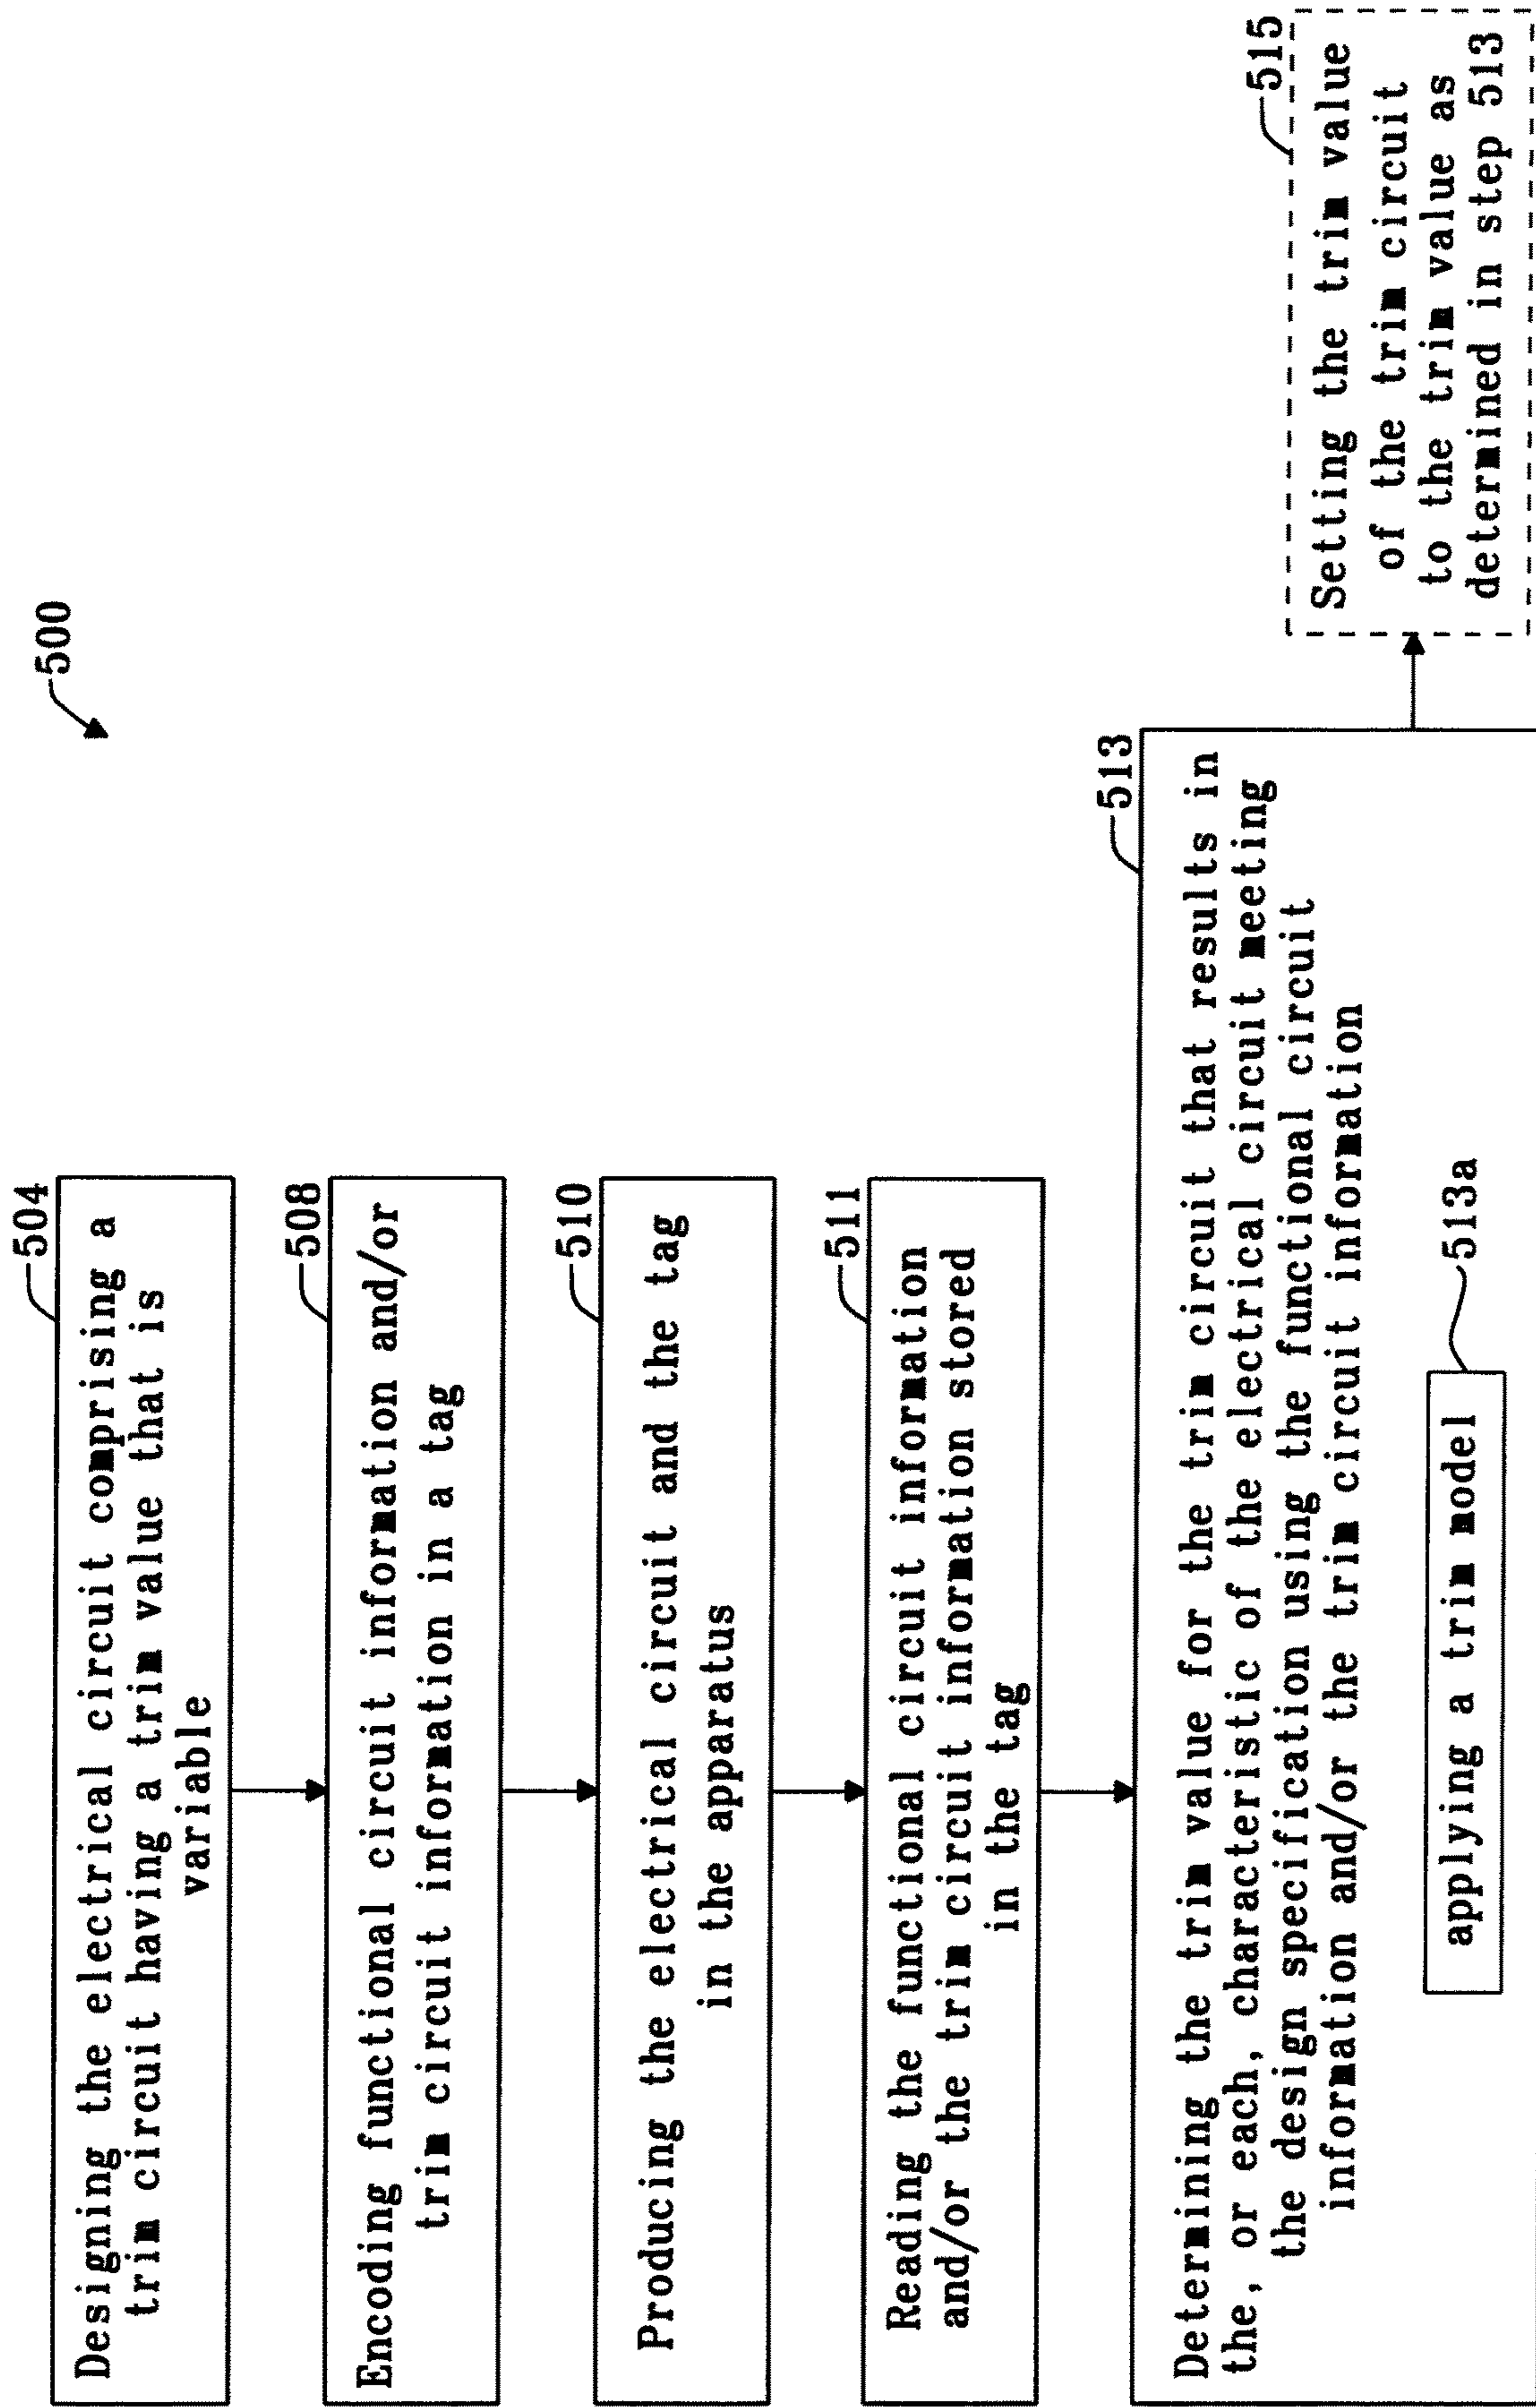 500
504
Designing the electrical circuit comprising a
trim circuit having a trim value that is
variable
508
Encoding functional circuit information and/or
trim circuit information in a tag
510
Producing the electrical circuit and the tag
in the apparatus
511
Reading the functional circuit information
and/or the trim circuit information stored
in the tag
513
Determining the trim value for the trim circuit that results in
the, or each, characteristic of the electrical circuit meeting
the design specification using the functional circuit
information and/or the trim circuit information
applying a trim model
513a
515
Setting the trim value
of the trim circuit
to the trim value as
determined in step 513